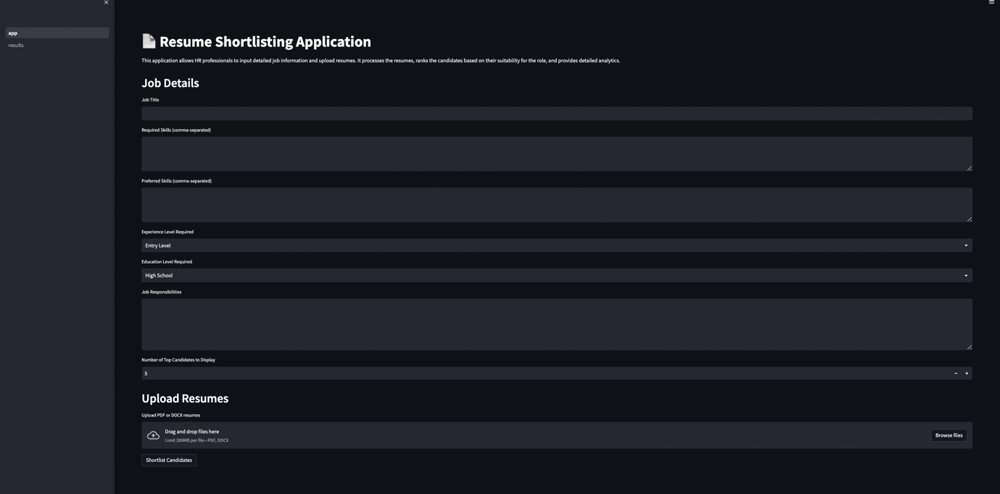 app
results
Resume Shortlisting Application
This application allows HR professionals to input detailed job information and upload resumes. It processes the resumes, ranks the candidates based on their suitability for the role, and provides detailed analytics.
Job Details
Job Title
Required Skills (comma-separated)
Preferred Skills (comma-separated)
Experience Level Required
Entry Level
Education Level Required
High School
Job Responsibilities
Number of Top Candidates to Display
5
Upload Resumes
Upload PDF or DOCX resumes
Drag and drop files here
Limit 200MB per file • PDF, DOCX
Browse files
Shortlist Candidates